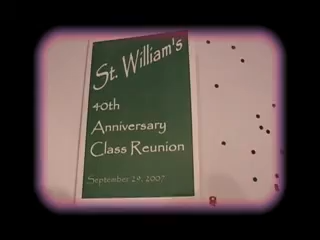 St. William's
40th
Anniversary
Class Reunion
September 29, 2007